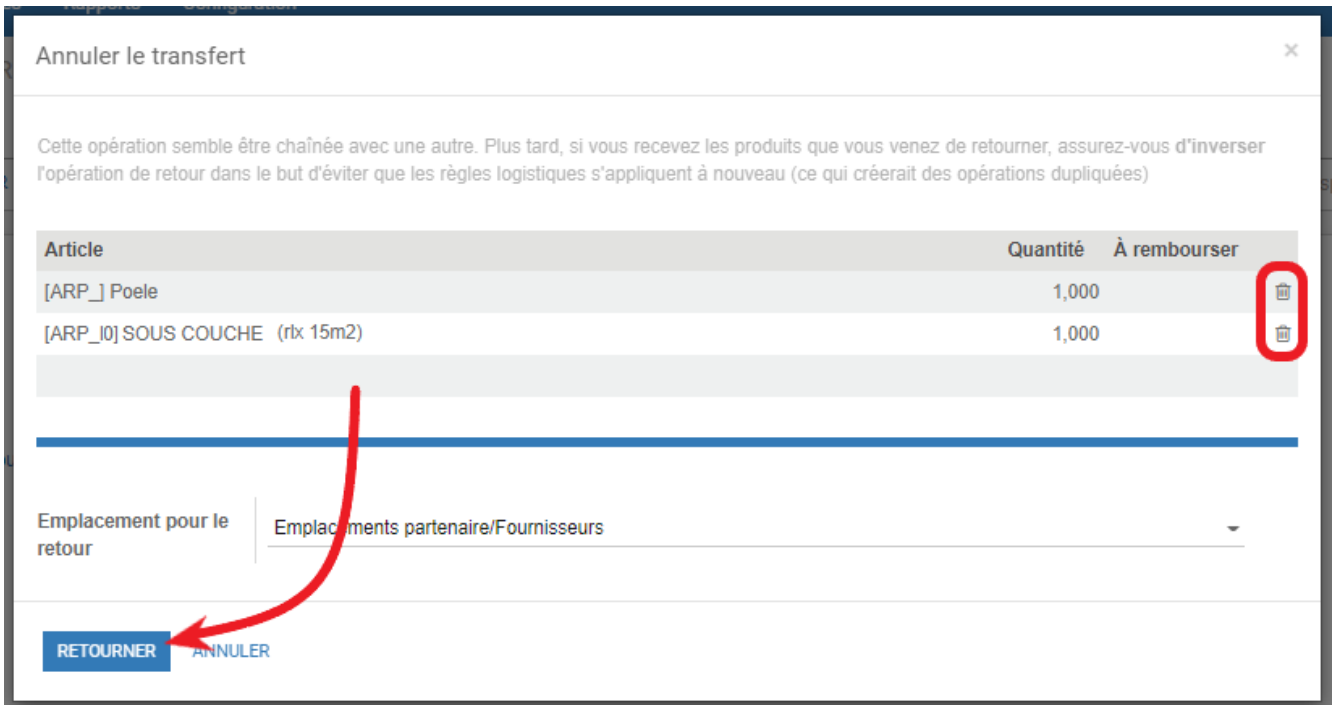 Rapports Configuration
Annuler le transfert ×
Cette opération semble être chaînée avec une autre. Plus tard, si vous recevez les produits que vous venez de retourner, assurez-vous d'inverser
l'opération de retour dans le but d'éviter que les règles logistiques s'appliquent à nouveau (ce qui créerait des opérations dupliquées)
Article Quantité À rembourser
[ARP_] Poele 1,000
[ARP_I0] SOUS COUCHE (rlx 15m2) 1,000
Emplacement pour le
retour
Emplacements partenaire/Fournisseurs
RETOURNER ANNULER